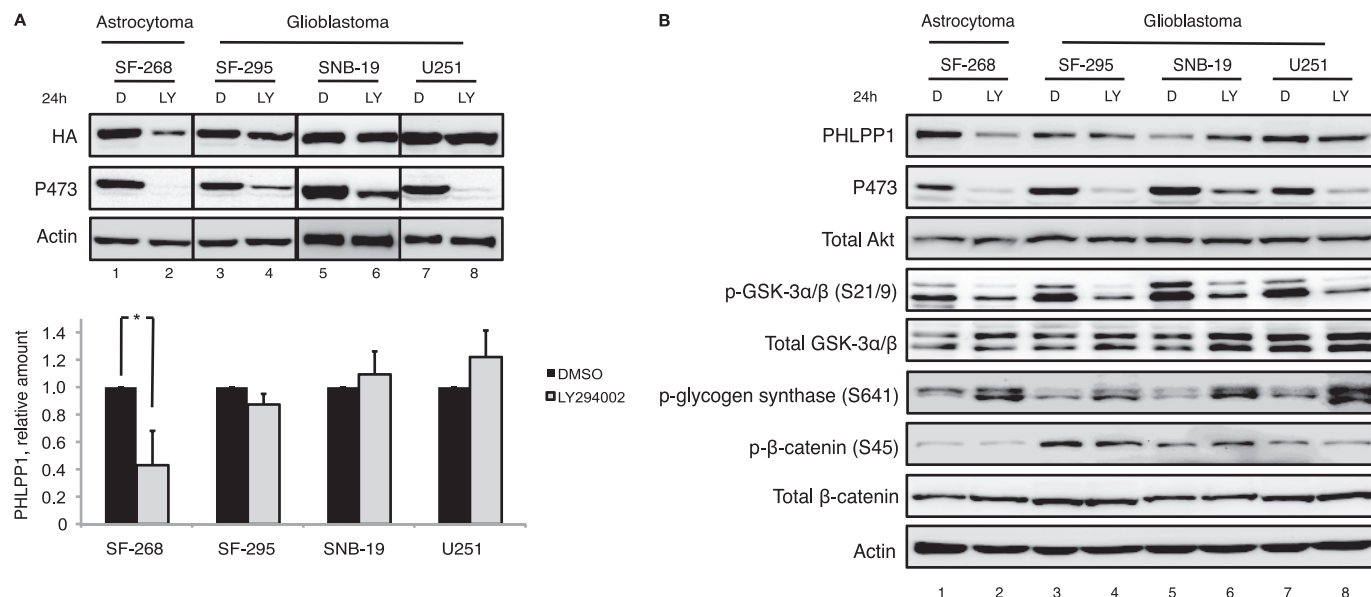 A
Astrocytoma Glioblastoma
SF-268 SF-295 SNB-19 U251
24h D LY D LY D LY D LY
HA
P473
Actin
1 2 3 4 5 6 7 8
PHLPP1, relative amount
1.4
1.2
1.0
0.8
0.6
0.4
0.2
0
*
SF-268 SF-295 SNB-19 U251
DMSO
LY294002
B
Astrocytoma Glioblastoma
SF-268 SF-295 SNB-19 U251
24h D LY D LY D LY D LY
PHLPP1
P473
Total Akt
p-GSK-3α/β (S21/9)
Total GSK-3α/β
p-glycogen synthase (S641)
p-β-catenin (S45)
Total β-catenin
Actin
1 2 3 4 5 6 7 8